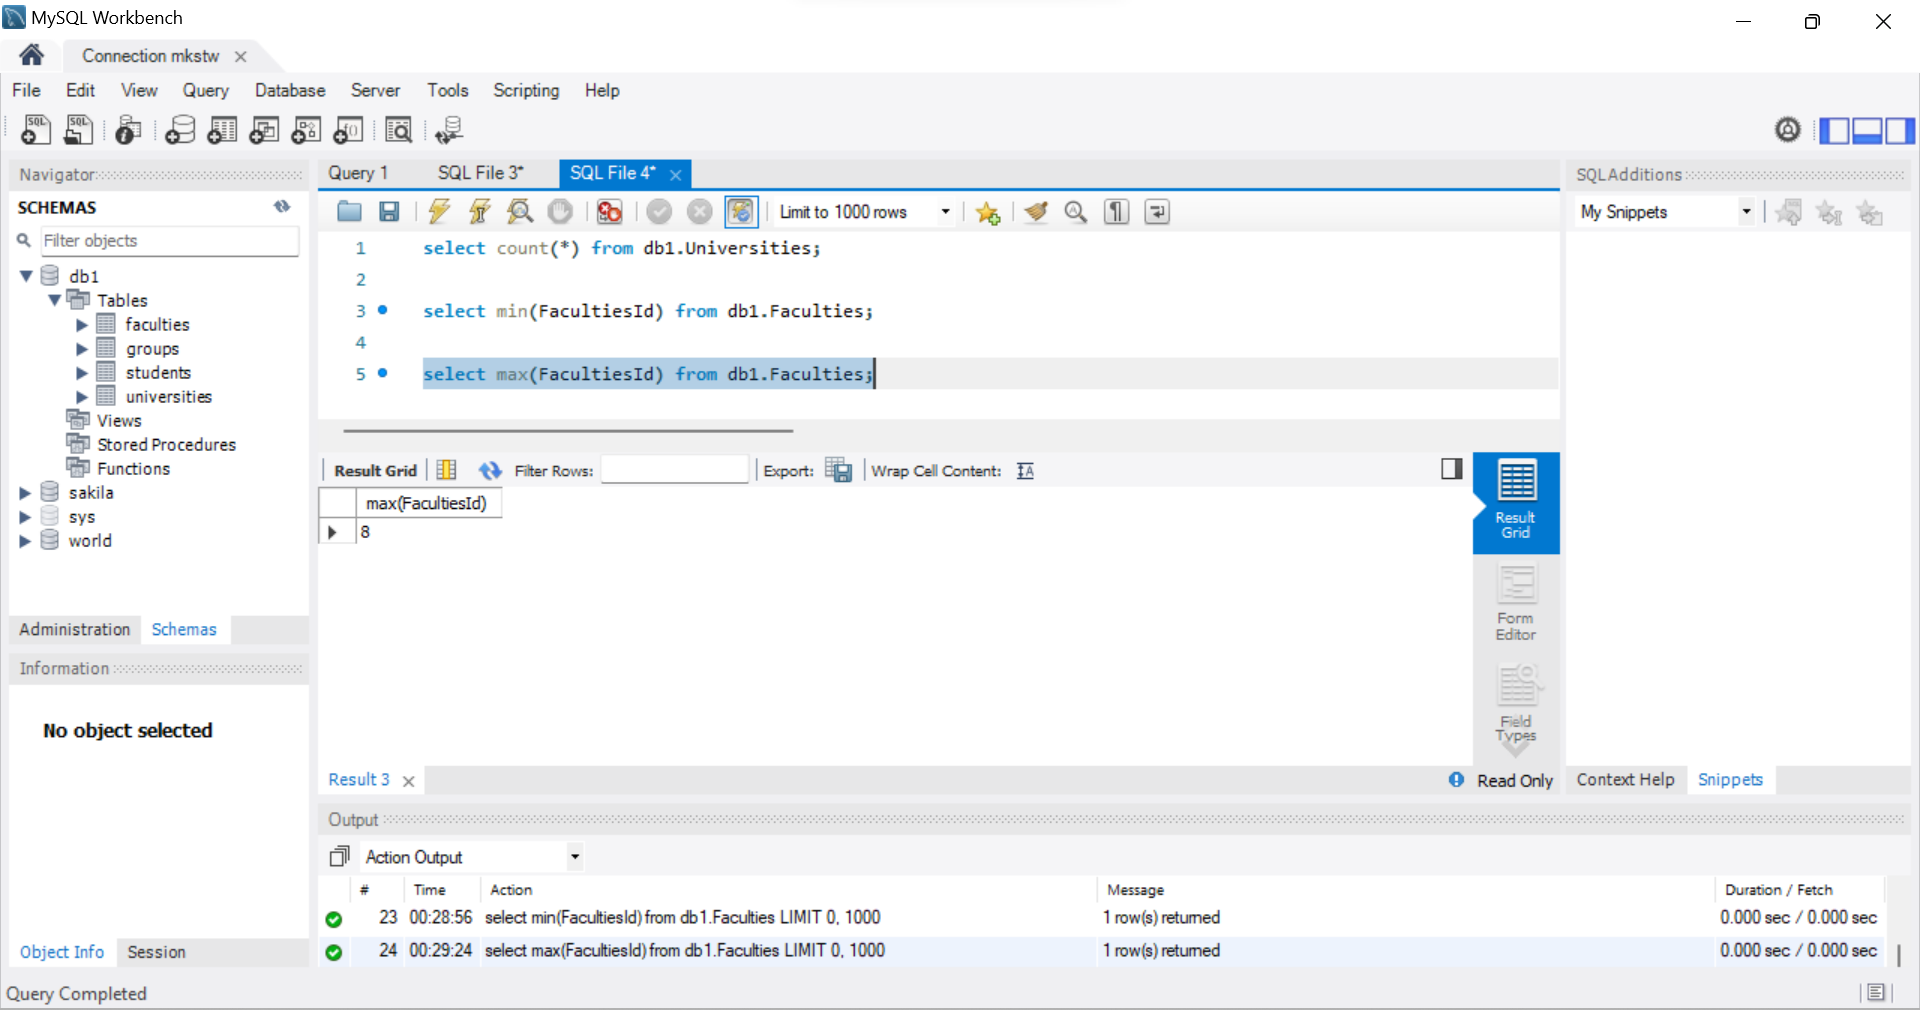 MySQL Workbench
Connection mkstw
File Edit View Query Database Server Tools Scripting Help
Navigator
SCHEMAS
Filter objects
db1
Tables
faculties
groups
students
universities
Views
Stored Procedures
Functions
sakila
sys
world
Administration Schemas
Information
No object selected
Object Info Session
Query 1 SQL File 3* SQL File 4*
Limit to 1000 rows
1 select count(*) from db1.Universities;
2
3 select min(FacultiesId) from db1.Faculties;
4
5 select max(FacultiesId) from db1.Faculties;
Result Grid Filter Rows: Export: Wrap Cell Content:
max(FacultiesId)
8
Result Grid
Form Editor
Field Types
Result 3 Read Only
SQLAdditions
My Snippets
Context Help Snippets
Output
Action Output
# Time Action Message Duration / Fetch
23 00:28:56 select min(FacultiesId) from db1.Faculties LIMIT 0, 1000 1 row(s) returned 0.000 sec / 0.000 sec
24 00:29:24 select max(FacultiesId) from db1.Faculties LIMIT 0, 1000 1 row(s) returned 0.000 sec / 0.000 sec
Query Completed